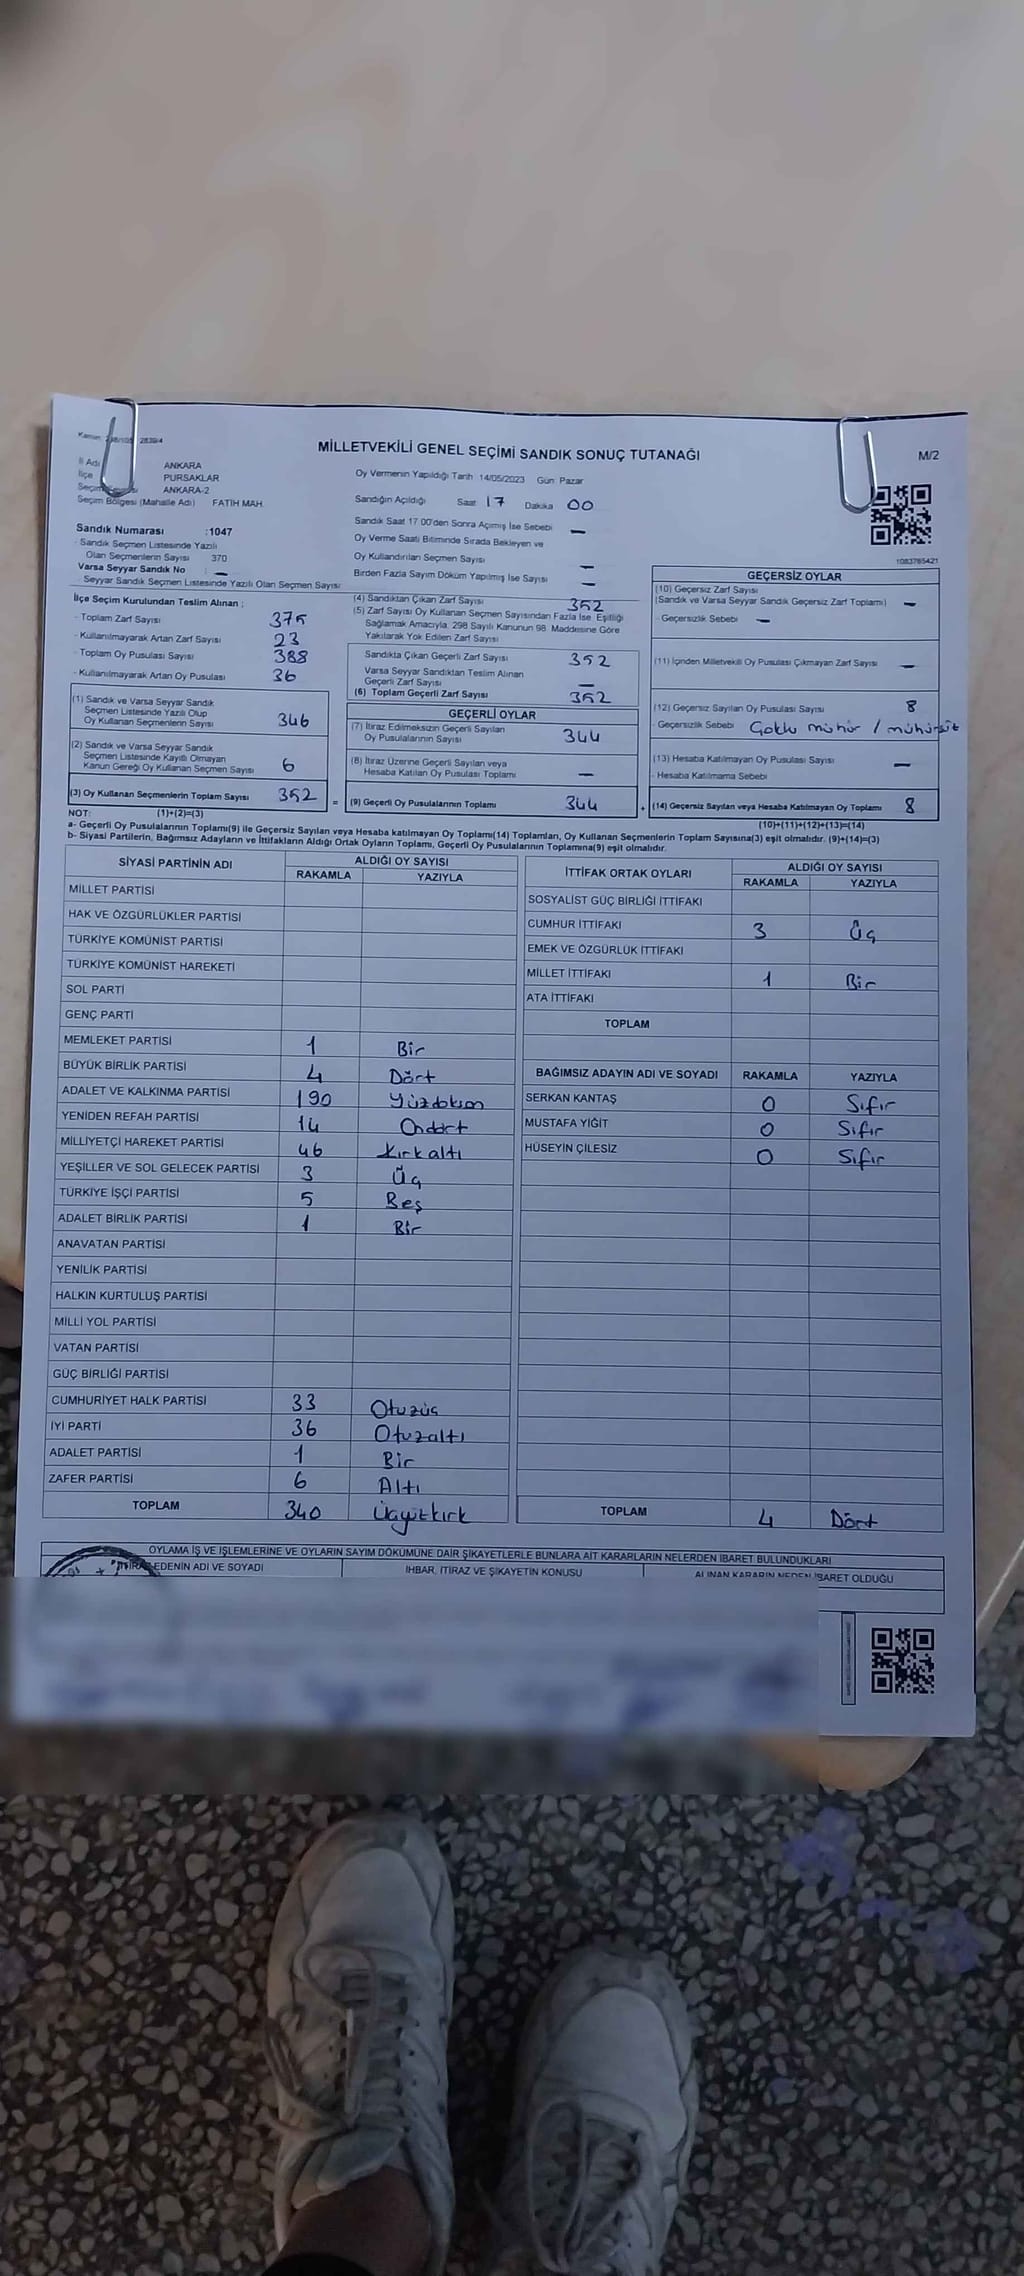 MİLLETVEKİLİ GENEL SEÇİMİ SANDIK SONUÇ TUTANAĞI
M/2
İl Adı ANKARA
İlçe PURSAKLAR
ANKARA-2
Seçim Bölgesi (Mahalle Adı) FATİH MAH.
Oy Vermenin Yapıldığı Tarih 14/05/2023 Gün: Pazar
Sandığın Açıldığı Saat 17 Dakika 00
Sandık Saat 17 00'den Sonra Açımış İse Sebebi —
Oy Verme Saati Bitiminde Sırada Bekleyen ve
Oy Kullandırılan Seçmen Sayısı —
Birden Fazla Sayım Döküm Yapılmış İse Sayısı —
1083765421
Sandık Numarası :1047
- Sandık Seçmen Listesinde Yazılı
Olan Seçmenlerin Sayısı 370
Varsa Seyyar Sandık No : —
- Seyyar Sandık Seçmen Listesinde Yazılı Olan Seçmen Sayısı:
İlçe Seçim Kurulundan Teslim Alınan ;
- Toplam Zarf Sayısı 375
- Kullanılmayarak Artan Zarf Sayısı 23
- Toplam Oy Pusulası Sayısı 388
- Kullanılmayarak Artan Oy Pusulası 36
(1) Sandık ve Varsa Seyyar Sandık
Seçmen Listesinde Yazılı Olup
Oy Kullanan Seçmenlerin Sayısı 346
(2) Sandık ve Varsa Seyyar Sandık
Seçmen Listesinde Kayıtlı Olmayan
Kanun Gereği Oy Kullanan Seçmen Sayısı 6
(3) Oy Kullanan Seçmenlerin Toplam Sayısı 352
(1)+(2)=(3)
(4) Sandıktan Çıkan Zarf Sayısı 352
(5) Zarf Sayısı Oy Kullanan Seçmen Sayısından Fazla İse Eşitliği
Sağlamak Amacıyla, 298 Sayılı Kanunun 98. Maddesine Göre
Yakılarak Yok Edilen Zarf Sayısı
Sandıkta Çıkan Geçerli Zarf Sayısı 352
Varsa Seyyar Sandıktan Teslim Alınan
Geçerli Zarf Sayısı —
(6) Toplam Geçerli Zarf Sayısı 352
GEÇERLİ OYLAR
(7) İtiraz Edilmeksizin Geçerli Sayılan
Oy Pusulalarının Sayısı 344
(8) İtiraz Üzerine Geçerli Sayılan veya
Hesaba Katılan Oy Pusulası Toplamı —
= (9) Geçerli Oy Pusulalarının Toplamı 344
GEÇERSİZ OYLAR
(10) Geçersiz Zarf Sayısı
(Sandık ve Varsa Seyyar Sandık Geçersiz Zarf Toplamı) —
- Geçersizlik Sebebi —
(11) İçinden Milletvekili Oy Pusulası Çıkmayan Zarf Sayısı —
(12) Geçersiz Sayılan Oy Pusulası Sayısı 8
- Geçersizlik Sebebi Çoklu mühür / mühürsüz
(13) Hesaba Katılmayan Oy Pusulası Sayısı —
- Hesaba Katılmama Sebebi
+ (14) Geçersiz Sayılan veya Hesaba Katılmayan Oy Toplamı 8
(10)+(11)+(12)+(13)=(14)
NOT:
a- Geçerli Oy Pusulalarının Toplamı(9) ile Geçersiz Sayılan veya Hesaba katılmayan Oy Toplamı(14) Toplamları, Oy Kullanan Seçmenlerin Toplam Sayısına(3) eşit olmalıdır. (9)+(14)=(3)
b- Siyasi Partilerin, Bağımsız Adayların ve İttifakların Aldığı Ortak Oyların Toplamı, Geçerli Oy Pusulalarının Toplamına(9) eşit olmalıdır.
SİYASİ PARTİNİN ADI ALDIĞI OY SAYISI
RAKAMLA YAZIYLA
MİLLET PARTİSİ
HAK VE ÖZGÜRLÜKLER PARTİSİ
TÜRKİYE KOMÜNİST PARTİSİ
TÜRKİYE KOMÜNİST HAREKETİ
SOL PARTİ
GENÇ PARTİ
MEMLEKET PARTİSİ 1 Bir
BÜYÜK BİRLİK PARTİSİ 4 Dört
ADALET VE KALKINMA PARTİSİ 190 Yüzdoksan
YENİDEN REFAH PARTİSİ 14 Ondört
MİLLİYETÇİ HAREKET PARTİSİ 46 Kırkaltı
YEŞİLLER VE SOL GELECEK PARTİSİ 3 Üç
TÜRKİYE İŞÇİ PARTİSİ 5 Beş
ADALET BİRLİK PARTİSİ 1 Bir
ANAVATAN PARTİSİ
YENİLİK PARTİSİ
HALKIN KURTULUŞ PARTİSİ
MİLLİ YOL PARTİSİ
VATAN PARTİSİ
GÜÇ BİRLİĞİ PARTİSİ
CUMHURİYET HALK PARTİSİ 33 Otuzüç
İYİ PARTİ 36 Otuzaltı
ADALET PARTİSİ 1 Bir
ZAFER PARTİSİ 6 Altı
TOPLAM 340 Üçyüzkırk
İTTİFAK ORTAK OYLARI ALDIĞI OY SAYISI
RAKAMLA YAZIYLA
SOSYALİST GÜÇ BİRLİĞİ İTTİFAKI
CUMHUR İTTİFAKI 3 Üç
EMEK VE ÖZGÜRLÜK İTTİFAKI
MİLLET İTTİFAKI 1 Bir
ATA İTTİFAKI
TOPLAM
BAĞIMSIZ ADAYIN ADI VE SOYADI RAKAMLA YAZIYLA
SERKAN KANTAŞ 0 Sıfır
MUSTAFA YİĞİT 0 Sıfır
HÜSEYİN ÇİLESİZ 0 Sıfır
TOPLAM 4 Dört
OYLAMA İŞ VE İŞLEMLERİNE VE OYLARIN SAYIM DÖKÜMÜNE DAİR ŞİKAYETLERLE BUNLARA AİT KARARLARIN NELERDEN İBARET BULUNDUKLARI
İTİRAZ EDENİN ADI VE SOYADI İHBAR, İTİRAZ VE ŞİKAYETİN KONUSU ALINAN KARARIN NEDEN İBARET OLDUĞU